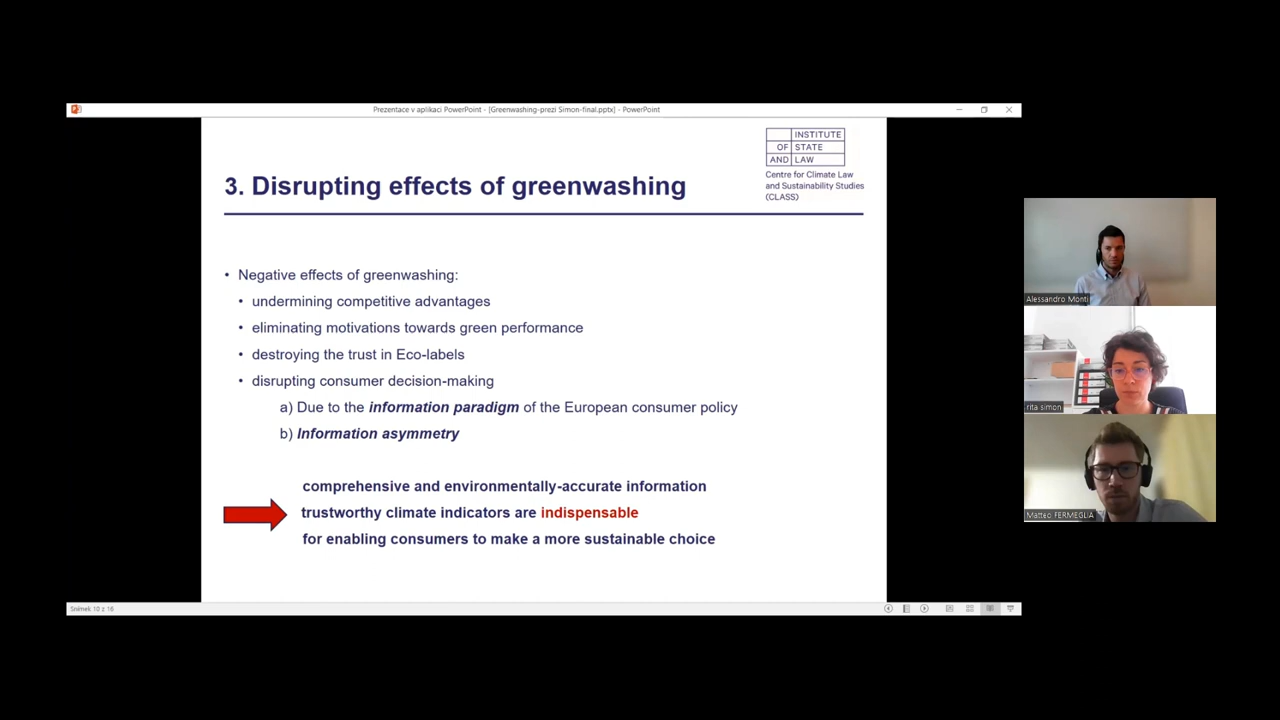 Prezentace v aplikaci PowerPoint - [Greenwashing-prezi Simon-final.pptx] - PowerPoint
INSTITUTE
OF STATE
AND LAW
Centre for Climate Law
and Sustainability Studies
(CLASS)
3. Disrupting effects of greenwashing
• Negative effects of greenwashing:
• undermining competitive advantages
• eliminating motivations towards green performance
• destroying the trust in Eco-labels
• disrupting consumer decision-making
a) Due to the information paradigm of the European consumer policy
b) Information asymmetry
comprehensive and environmentally-accurate information
trustworthy climate indicators are indispensable
for enabling consumers to make a more sustainable choice
Snímek 10 z 16
Alessandro Monti
rita simon
Matteo FERMEGLIA